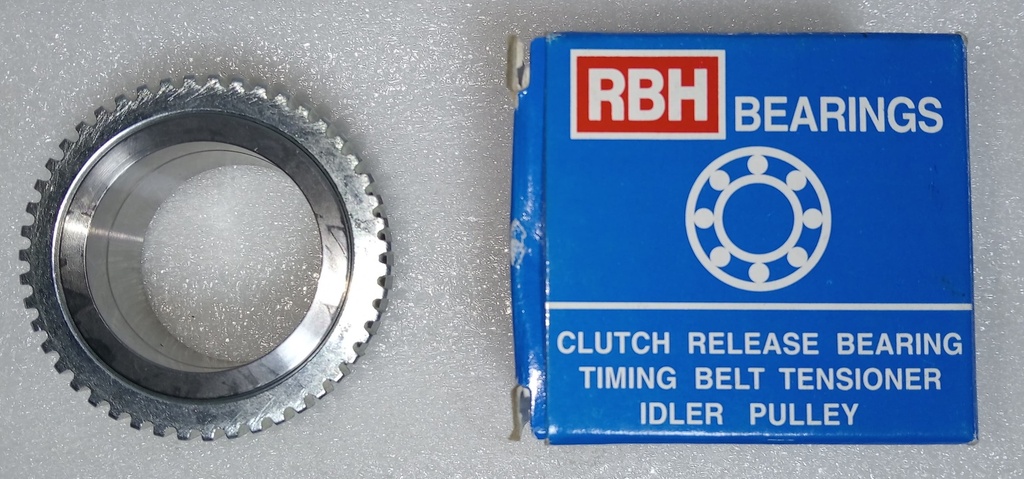 RBH BEARINGS
CLUTCH RELEASE BEARING
TIMING BELT TENSIONER
IDLER PULLEY